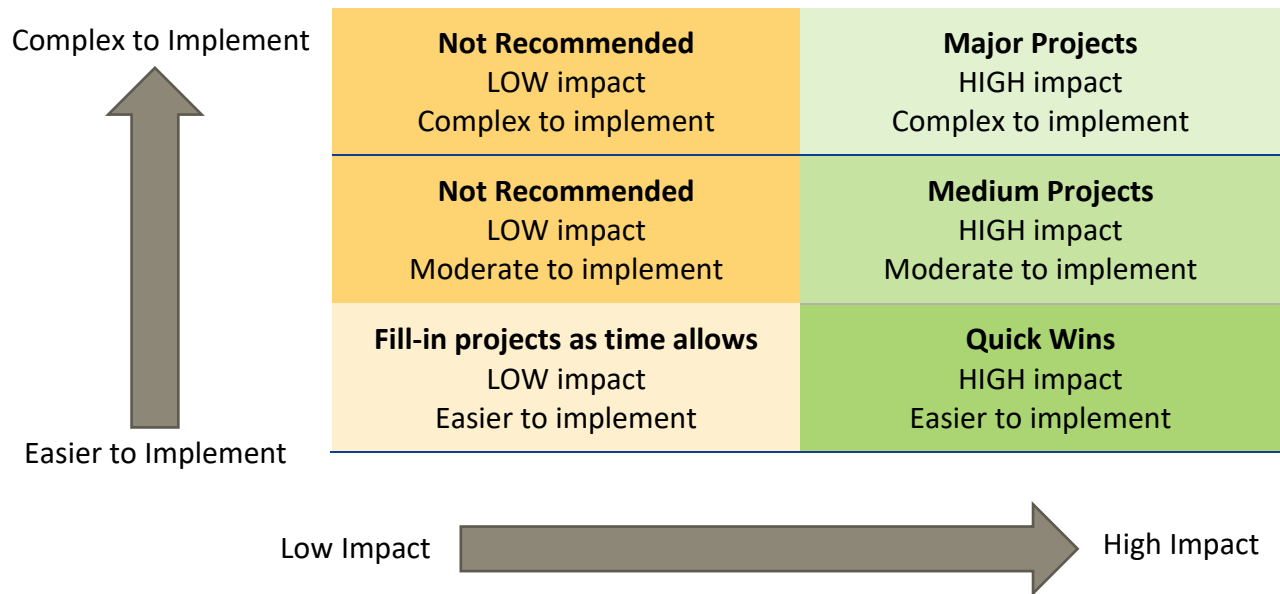 Complex to Implement
Not Recommended
LOW impact
Complex to implement
Major Projects
HIGH impact
Complex to implement
Not Recommended
LOW impact
Moderate to implement
Medium Projects
HIGH impact
Moderate to implement
Fill-in projects as time allows
LOW impact
Easier to implement
Quick Wins
HIGH impact
Easier to implement
Easier to Implement
Low Impact
High Impact